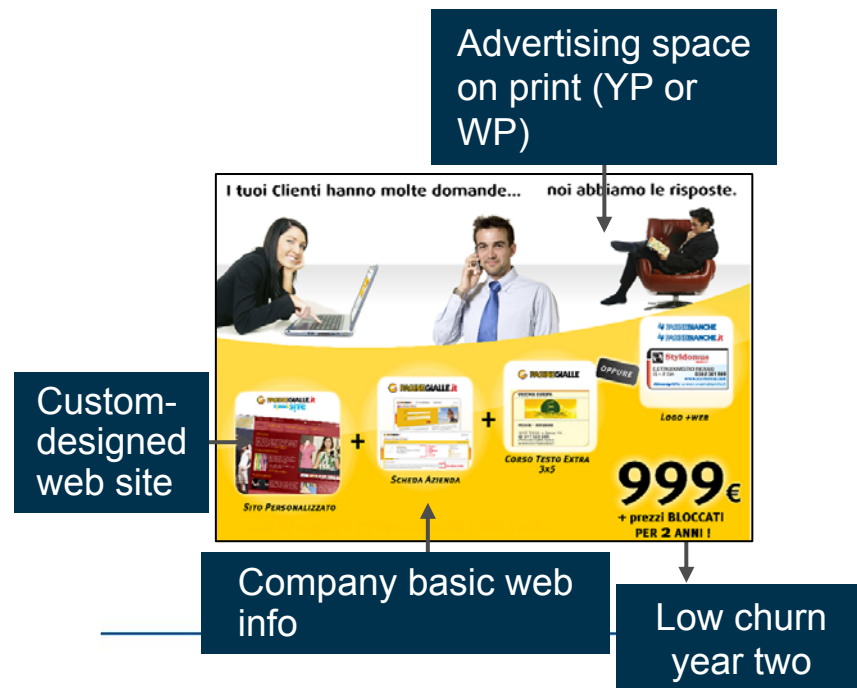 Advertising space
on print (YP or
WP)
I tuoi Clienti hanno molte domande... noi abbiamo le risposte.
PAGINEBIANCHE
PAGINEBIANCHE.it
StylDomus
OPPURE
LOGO +WEB
PAGINEGIALLE
CORSO TESTO EXTRA
3X5
+
PAGINEGIALLE.it
SCHEDA AZIENDA
+
PAGINEGIALLE.it
SITE
SITO PERSONALIZZATO
Custom-
designed
web site
999€
+ prezzi BLOCCATI
PER 2 ANNI !
Company basic web
info
Low churn
year two